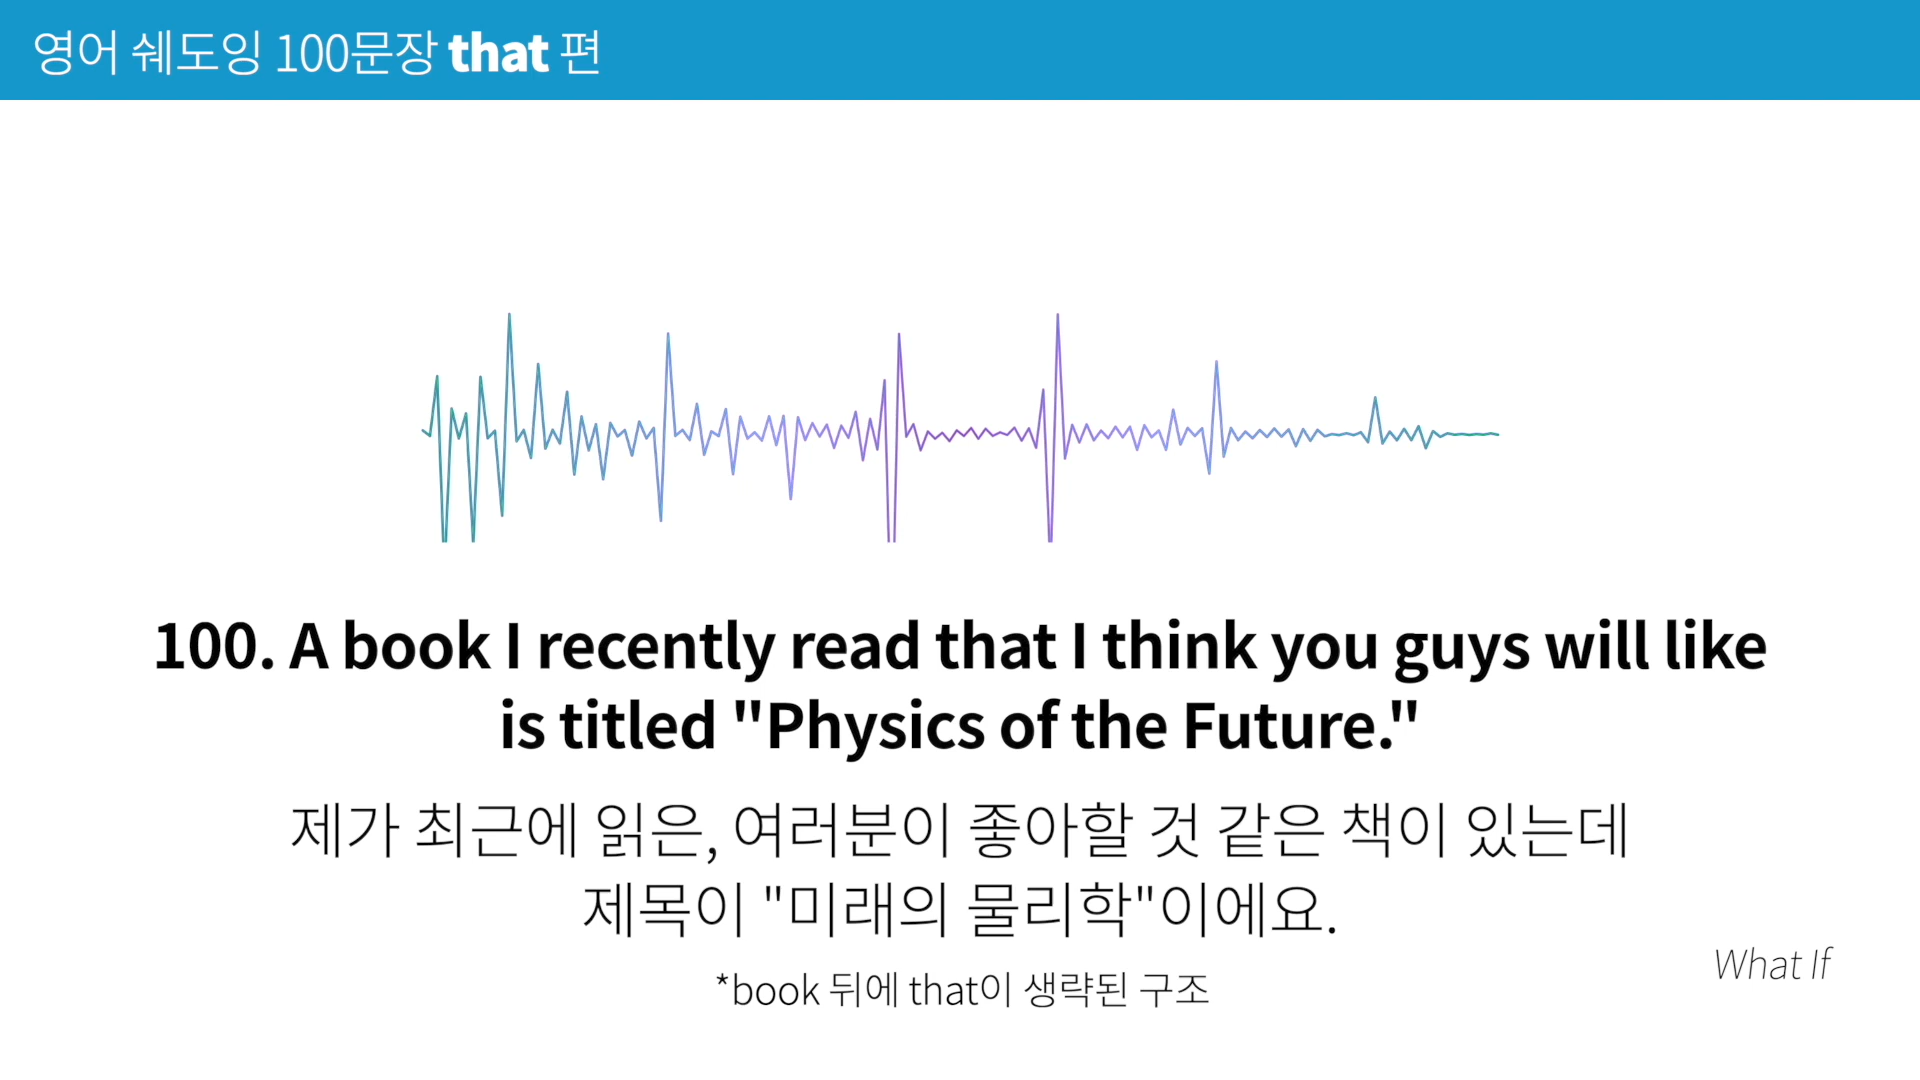 영어 쉐도잉 100문장 that 편
100. A book I recently read that I think you guys will like
is titled "Physics of the Future."
제가 최근에 읽은, 여러분이 좋아할 것 같은 책이 있는데
제목이 "미래의 물리학"이에요.
What If
*book 뒤에 that이 생략된 구조